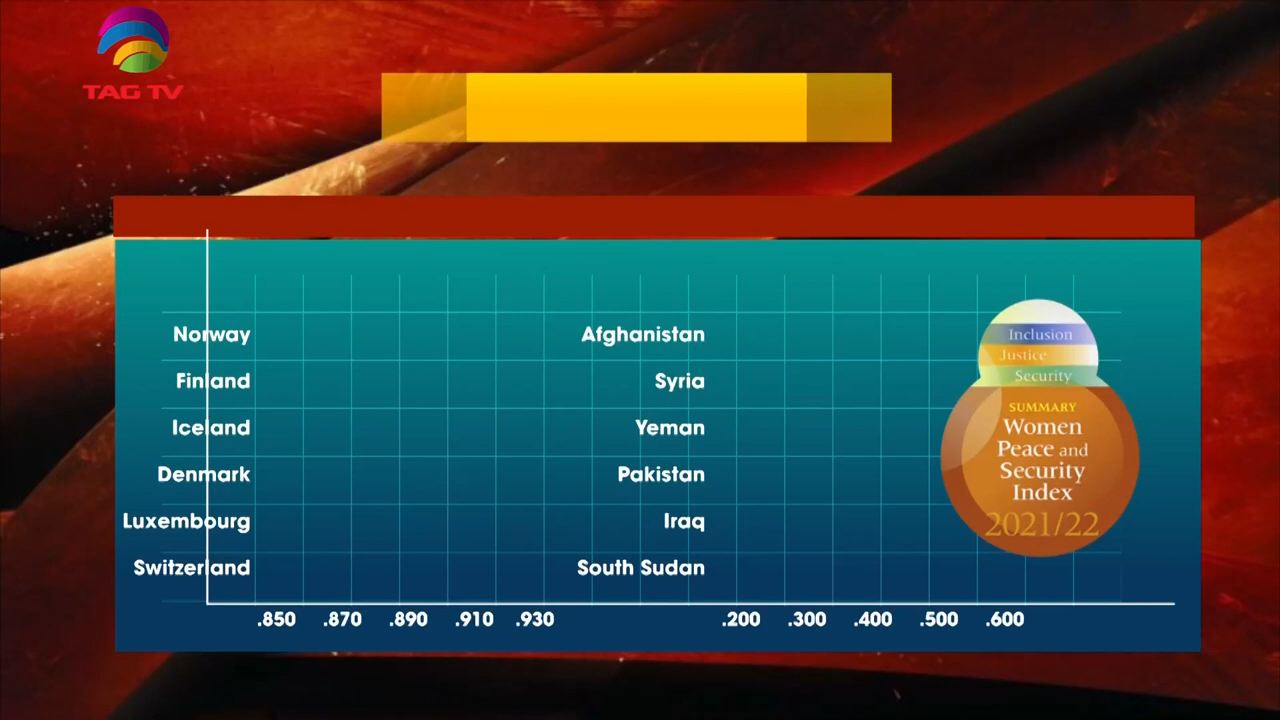 TAG TV
Norway
Finland
Iceland
Denmark
Luxembourg
Switzerland
.850 .870 .890 .910 .930
Afghanistan
Syria
Yeman
Pakistan
Iraq
South Sudan
.200 .300 .400 .500 .600
Inclusion
Justice
Security
SUMMARY
Women
Peace and
Security
Index
2021/22